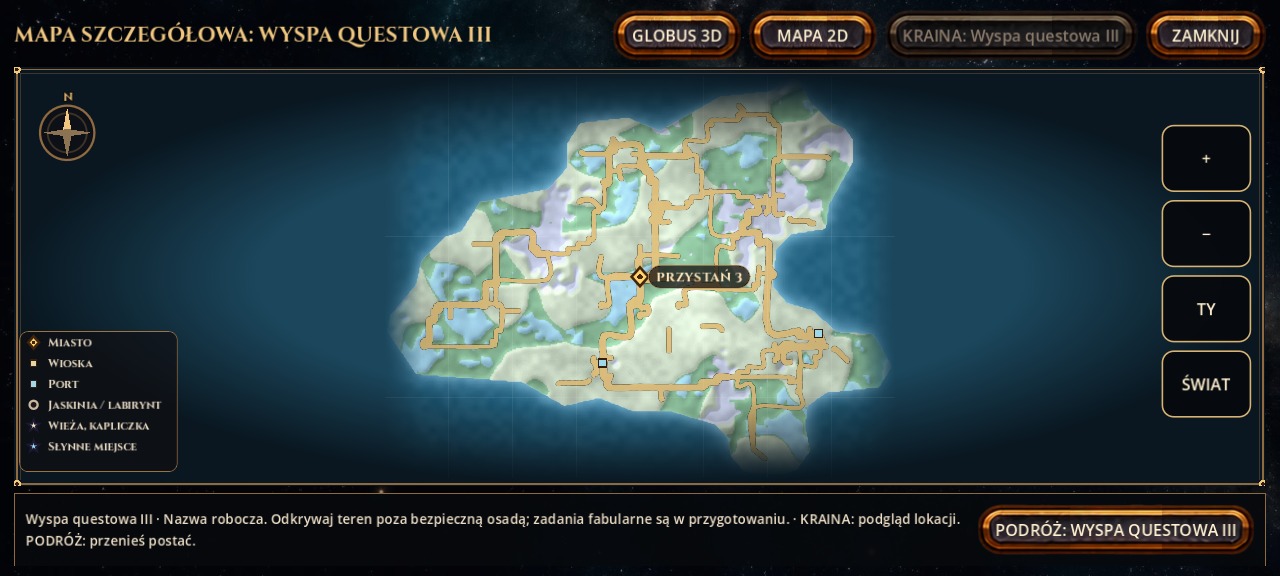 MAPA SZCZEGÓŁOWA: WYSPA QUESTOWA III
GLOBUS 3D
MAPA 2D
KRAINA: Wyspa questowa III
ZAMKNIJ
N
+
−
TY
ŚWIAT
PRZYSTAŃ 3
MIASTO
WIOSKA
PORT
JASKINIA / LABIRYNT
WIEŻA, KAPLICZKA
SŁYNNE MIEJSCE
Wyspa questowa III · Nazwa robocza. Odkrywaj teren poza bezpieczną osadą; zadania fabularne są w przygotowaniu. · KRAINA: podgląd lokacji.
PODRÓŻ: przenieś postać.
PODRÓŻ: WYSPA QUESTOWA III